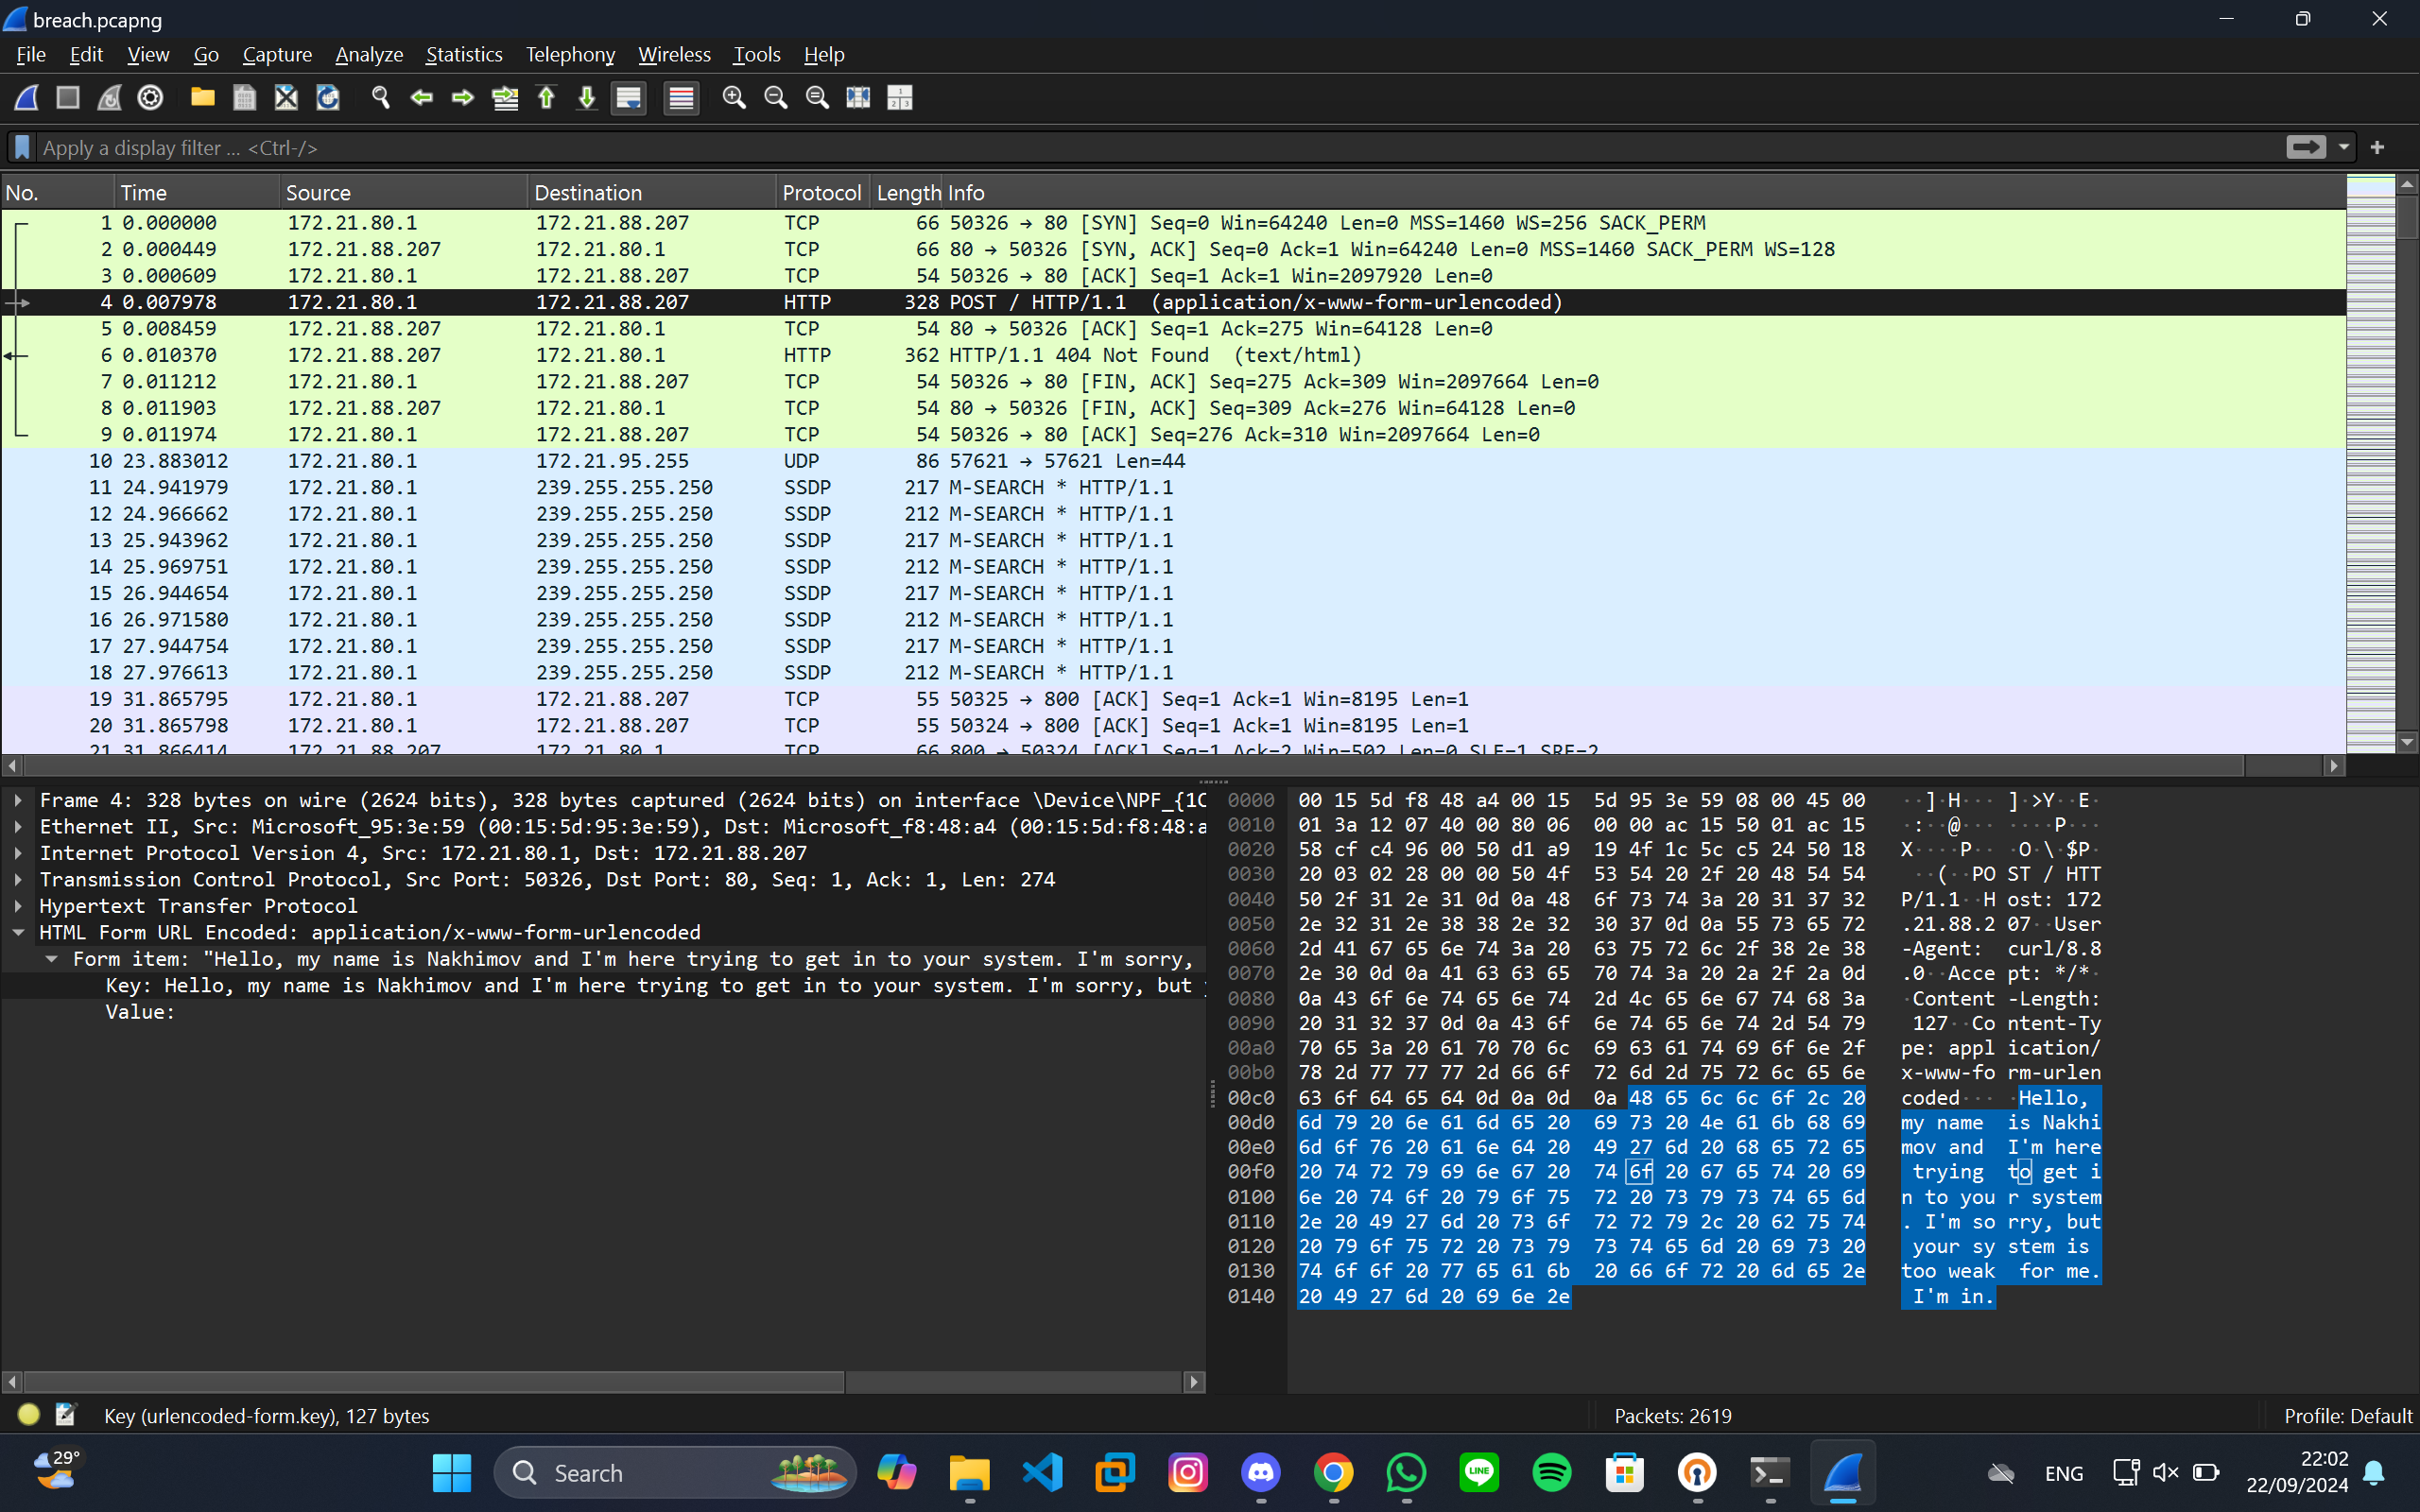 breach.pcapng
File Edit View Go Capture Analyze Statistics Telephony Wireless Tools Help
Apply a display filter ... <Ctrl-/>
No. Time Source Destination Protocol Length Info
1 0.000000 172.21.80.1 172.21.88.207 TCP 66 50326 → 80 [SYN] Seq=0 Win=64240 Len=0 MSS=1460 WS=256 SACK_PERM
2 0.000449 172.21.88.207 172.21.80.1 TCP 66 80 → 50326 [SYN, ACK] Seq=0 Ack=1 Win=64240 Len=0 MSS=1460 SACK_PERM WS=128
3 0.000609 172.21.80.1 172.21.88.207 TCP 54 50326 → 80 [ACK] Seq=1 Ack=1 Win=2097920 Len=0
4 0.007978 172.21.80.1 172.21.88.207 HTTP 328 POST / HTTP/1.1 (application/x-www-form-urlencoded)
5 0.008459 172.21.88.207 172.21.80.1 TCP 54 80 → 50326 [ACK] Seq=1 Ack=275 Win=64128 Len=0
6 0.010370 172.21.88.207 172.21.80.1 HTTP 362 HTTP/1.1 404 Not Found (text/html)
7 0.011212 172.21.80.1 172.21.88.207 TCP 54 50326 → 80 [FIN, ACK] Seq=275 Ack=309 Win=2097664 Len=0
8 0.011903 172.21.88.207 172.21.80.1 TCP 54 80 → 50326 [FIN, ACK] Seq=309 Ack=276 Win=64128 Len=0
9 0.011974 172.21.80.1 172.21.88.207 TCP 54 50326 → 80 [ACK] Seq=276 Ack=310 Win=2097664 Len=0
10 23.883012 172.21.80.1 172.21.95.255 UDP 86 57621 → 57621 Len=44
11 24.941979 172.21.80.1 239.255.255.250 SSDP 217 M-SEARCH * HTTP/1.1
12 24.966662 172.21.80.1 239.255.255.250 SSDP 212 M-SEARCH * HTTP/1.1
13 25.943962 172.21.80.1 239.255.255.250 SSDP 217 M-SEARCH * HTTP/1.1
14 25.969751 172.21.80.1 239.255.255.250 SSDP 212 M-SEARCH * HTTP/1.1
15 26.944654 172.21.80.1 239.255.255.250 SSDP 217 M-SEARCH * HTTP/1.1
16 26.971580 172.21.80.1 239.255.255.250 SSDP 212 M-SEARCH * HTTP/1.1
17 27.944754 172.21.80.1 239.255.255.250 SSDP 217 M-SEARCH * HTTP/1.1
18 27.976613 172.21.80.1 239.255.255.250 SSDP 212 M-SEARCH * HTTP/1.1
19 31.865795 172.21.80.1 172.21.88.207 TCP 55 50325 → 800 [ACK] Seq=1 Ack=1 Win=8195 Len=1
20 31.865798 172.21.80.1 172.21.88.207 TCP 55 50324 → 800 [ACK] Seq=1 Ack=1 Win=8195 Len=1
21 31.866414 172.21.88.207 172.21.80.1 TCP 66 800 → 50324 [ACK] Seq=1 Ack=2 Win=502 Len=0 SLE=1 SRE=2
Frame 4: 328 bytes on wire (2624 bits), 328 bytes captured (2624 bits) on interface \Device\NPF_{1C
Ethernet II, Src: Microsoft_95:3e:59 (00:15:5d:95:3e:59), Dst: Microsoft_f8:48:a4 (00:15:5d:f8:48:a
Internet Protocol Version 4, Src: 172.21.80.1, Dst: 172.21.88.207
Transmission Control Protocol, Src Port: 50326, Dst Port: 80, Seq: 1, Ack: 1, Len: 274
Hypertext Transfer Protocol
HTML Form URL Encoded: application/x-www-form-urlencoded
Form item: "Hello, my name is Nakhimov and I'm here trying to get in to your system. I'm sorry,
Key: Hello, my name is Nakhimov and I'm here trying to get in to your system. I'm sorry, but
Value:
0000 00 15 5d f8 48 a4 00 15 5d 95 3e 59 08 00 45 00 ··]·H··· ]·>Y··E·
0010 01 3a 12 07 40 00 80 06 00 00 ac 15 50 01 ac 15 ·:··@··· ····P···
0020 58 cf c4 96 00 50 d1 a9 19 4f 1c 5c c5 24 50 18 X····P·· ·O·\·$P·
0030 20 03 02 28 00 00 50 4f 53 54 20 2f 20 48 54 54 ··(··PO ST / HTT
0040 50 2f 31 2e 31 0d 0a 48 6f 73 74 3a 20 31 37 32 P/1.1··H ost: 172
0050 2e 32 31 2e 38 38 2e 32 30 37 0d 0a 55 73 65 72 .21.88.2 07··User
0060 2d 41 67 65 6e 74 3a 20 63 75 72 6c 2f 38 2e 38 -Agent: curl/8.8
0070 2e 30 0d 0a 41 63 63 65 70 74 3a 20 2a 2f 2a 0d .0··Acce pt: */*·
0080 0a 43 6f 6e 74 65 6e 74 2d 4c 65 6e 67 74 68 3a ·Content -Length:
0090 20 31 32 37 0d 0a 43 6f 6e 74 65 6e 74 2d 54 79 127··Co ntent-Ty
00a0 70 65 3a 20 61 70 70 6c 69 63 61 74 69 6f 6e 2f pe: appl ication/
00b0 78 2d 77 77 77 2d 66 6f 72 6d 2d 75 72 6c 65 6e x-www-fo rm-urlen
00c0 63 6f 64 65 64 0d 0a 0d 0a 48 65 6c 6c 6f 2c 20 coded··· ·Hello,
00d0 6d 79 20 6e 61 6d 65 20 69 73 20 4e 61 6b 68 69 my name is Nakhi
00e0 6d 6f 76 20 61 6e 64 20 49 27 6d 20 68 65 72 65 mov and I'm here
00f0 20 74 72 79 69 6e 67 20 74 6f 20 67 65 74 20 69 trying to get i
0100 6e 20 74 6f 20 79 6f 75 72 20 73 79 73 74 65 6d n to you r system
0110 2e 20 49 27 6d 20 73 6f 72 72 79 2c 20 62 75 74 . I'm so rry, but
0120 20 79 6f 75 72 20 73 79 73 74 65 6d 20 69 73 20 your sy stem is
0130 74 6f 6f 20 77 65 61 6b 20 66 6f 72 20 6d 65 2e too weak for me.
0140 20 49 27 6d 20 69 6e 2e I'm in.
Key (urlencoded-form.key), 127 bytes Packets: 2619 Profile: Default
29° Search LINE ENG 22:02
22/09/2024